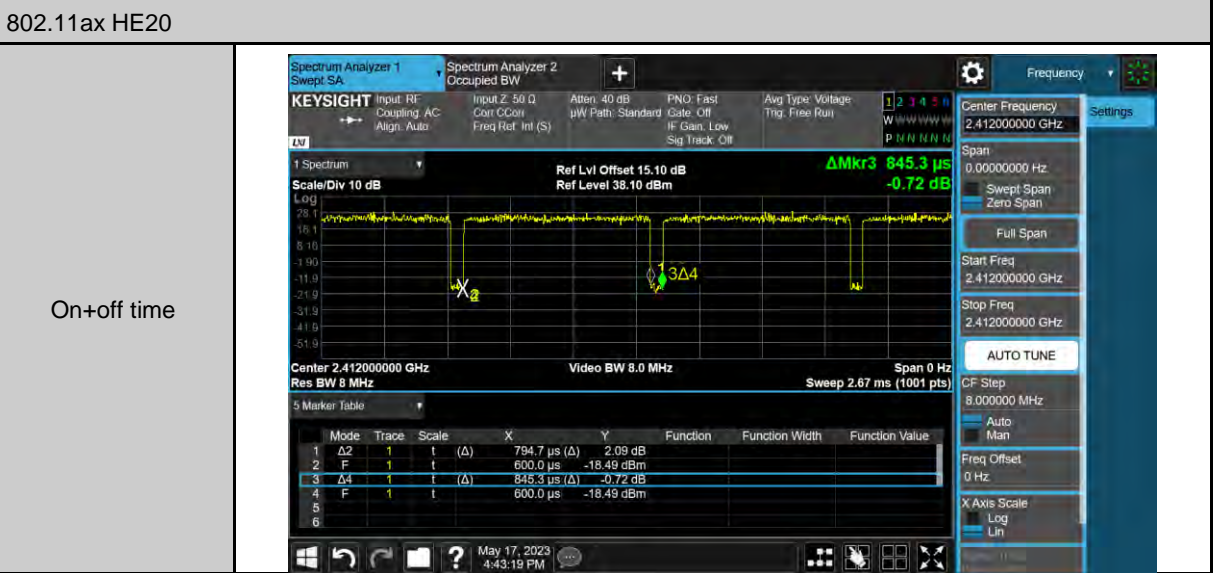 802.11ax HE20
On+off time
Spectrum Analyzer 1
Swept SA
Spectrum Analyzer 2
Occupied BW
+
Frequency
KEYSIGHT
Input: RF
Coupling: AC
Align: Auto
Input Z: 50 Ω
Corr CCorr
Freq Ref: Int (S)
Atten: 40 dB
µW Path: Standard
PNO: Fast
Gate: Off
IF Gain: Low
Sig Track: Off
Avg Type: Voltage
Trig: Free Run
1 2 3 4 5 6
W W W W W W
P N N N N N
LXI
1 Spectrum
Scale/Div 10 dB
Ref Lvl Offset 15.10 dB
Ref Level 38.10 dBm
ΔMkr3 845.3 µs
-0.72 dB
Log
28.1
18.1
8.10
-1.90
-11.9
-21.9
-31.9
-41.9
-51.9
1
3Δ4
X
Center 2.412000000 GHz
Video BW 8.0 MHz
Span 0 Hz
Res BW 8 MHz
Sweep 2.67 ms (1001 pts)
5 Marker Table
Mode Trace Scale X Y Function Function Width Function Value
1 Δ2 1 t (Δ) 794.7 µs (Δ) 2.09 dB
2 F 1 t 600.0 µs -18.49 dBm
3 Δ4 1 t (Δ) 845.3 µs (Δ) -0.72 dB
4 F 1 t 600.0 µs -18.49 dBm
5
6
?
May 17, 2023
4:43:19 PM
Center Frequency
2.412000000 GHz
Settings
Span
0.00000000 Hz
Swept Span
Zero Span
Full Span
Start Freq
2.412000000 GHz
Stop Freq
2.412000000 GHz
AUTO TUNE
CF Step
8.000000 MHz
Auto
Man
Freq Offset
0 Hz
X Axis Scale
Log
Lin